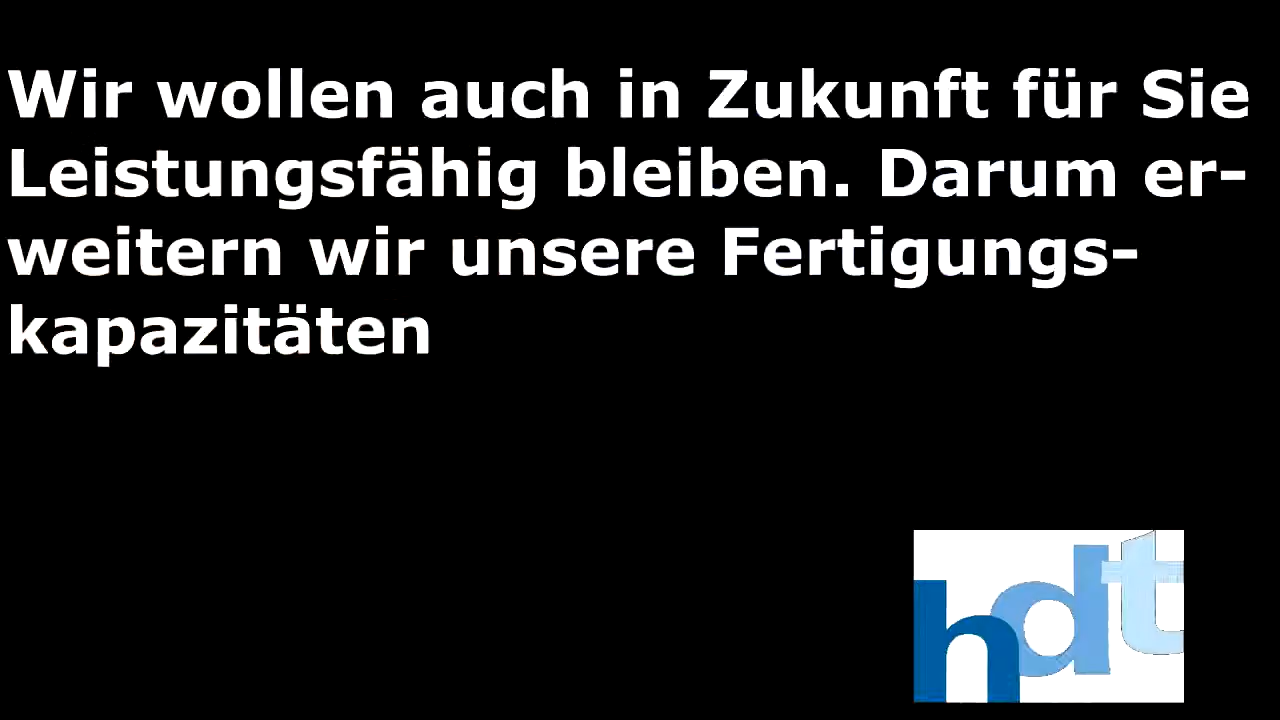 Wir wollen auch in Zukunft für Sie
Leistungsfähig bleiben. Darum er-
weitern wir unsere Fertigungs-
kapazitäten
hdt